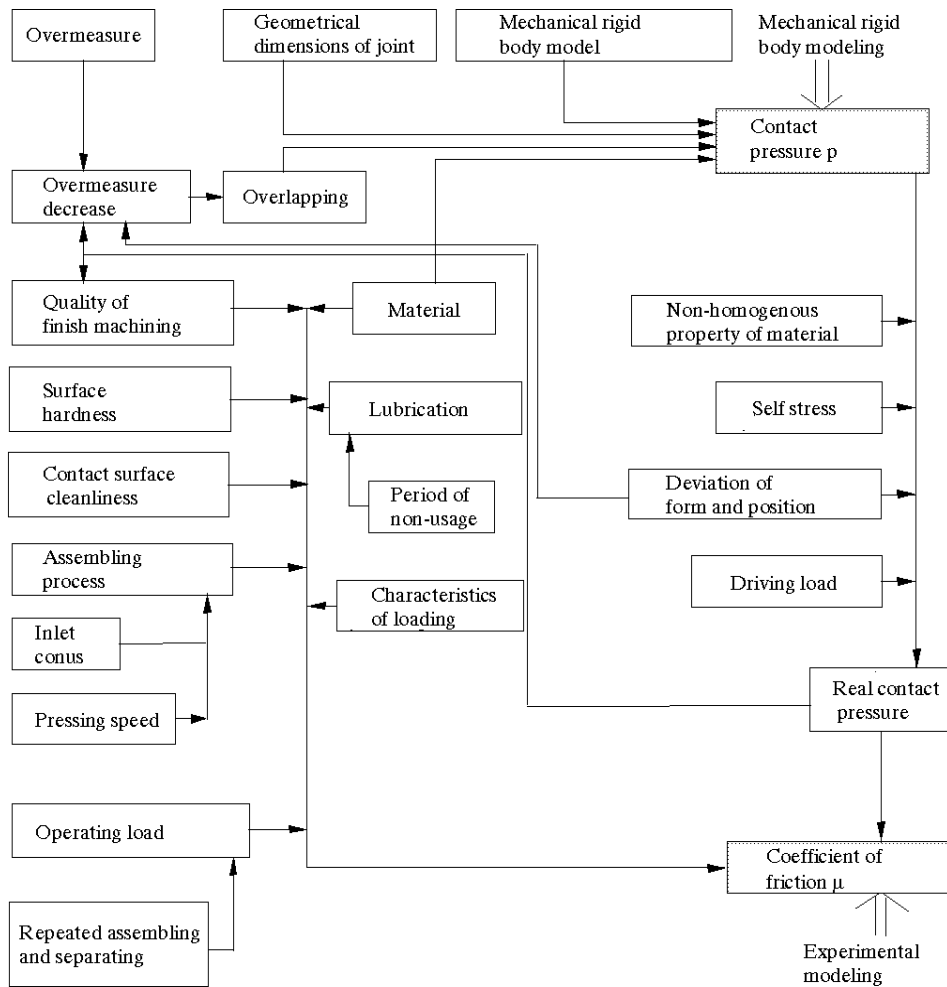 Overmeasure
Geometrical
dimensions of joint
Mechanical rigid
body model
Mechanical rigid
body modeling
Contact
pressure p
Overmeasure
decrease
Overlapping
Quality of
finish machining
Material
Non-homogenous
property of material
Surface
hardness
Lubrication
Self stress
Contact surface
cleanliness
Period of
non-usage
Deviation of
form and position
Assembling
process
Characteristics
of loading
Driving load
Inlet
conus
Pressing speed
Real contact
pressure
Operating load
Coefficient of
friction μ
Repeated assembling
and separating
Experimental
modeling